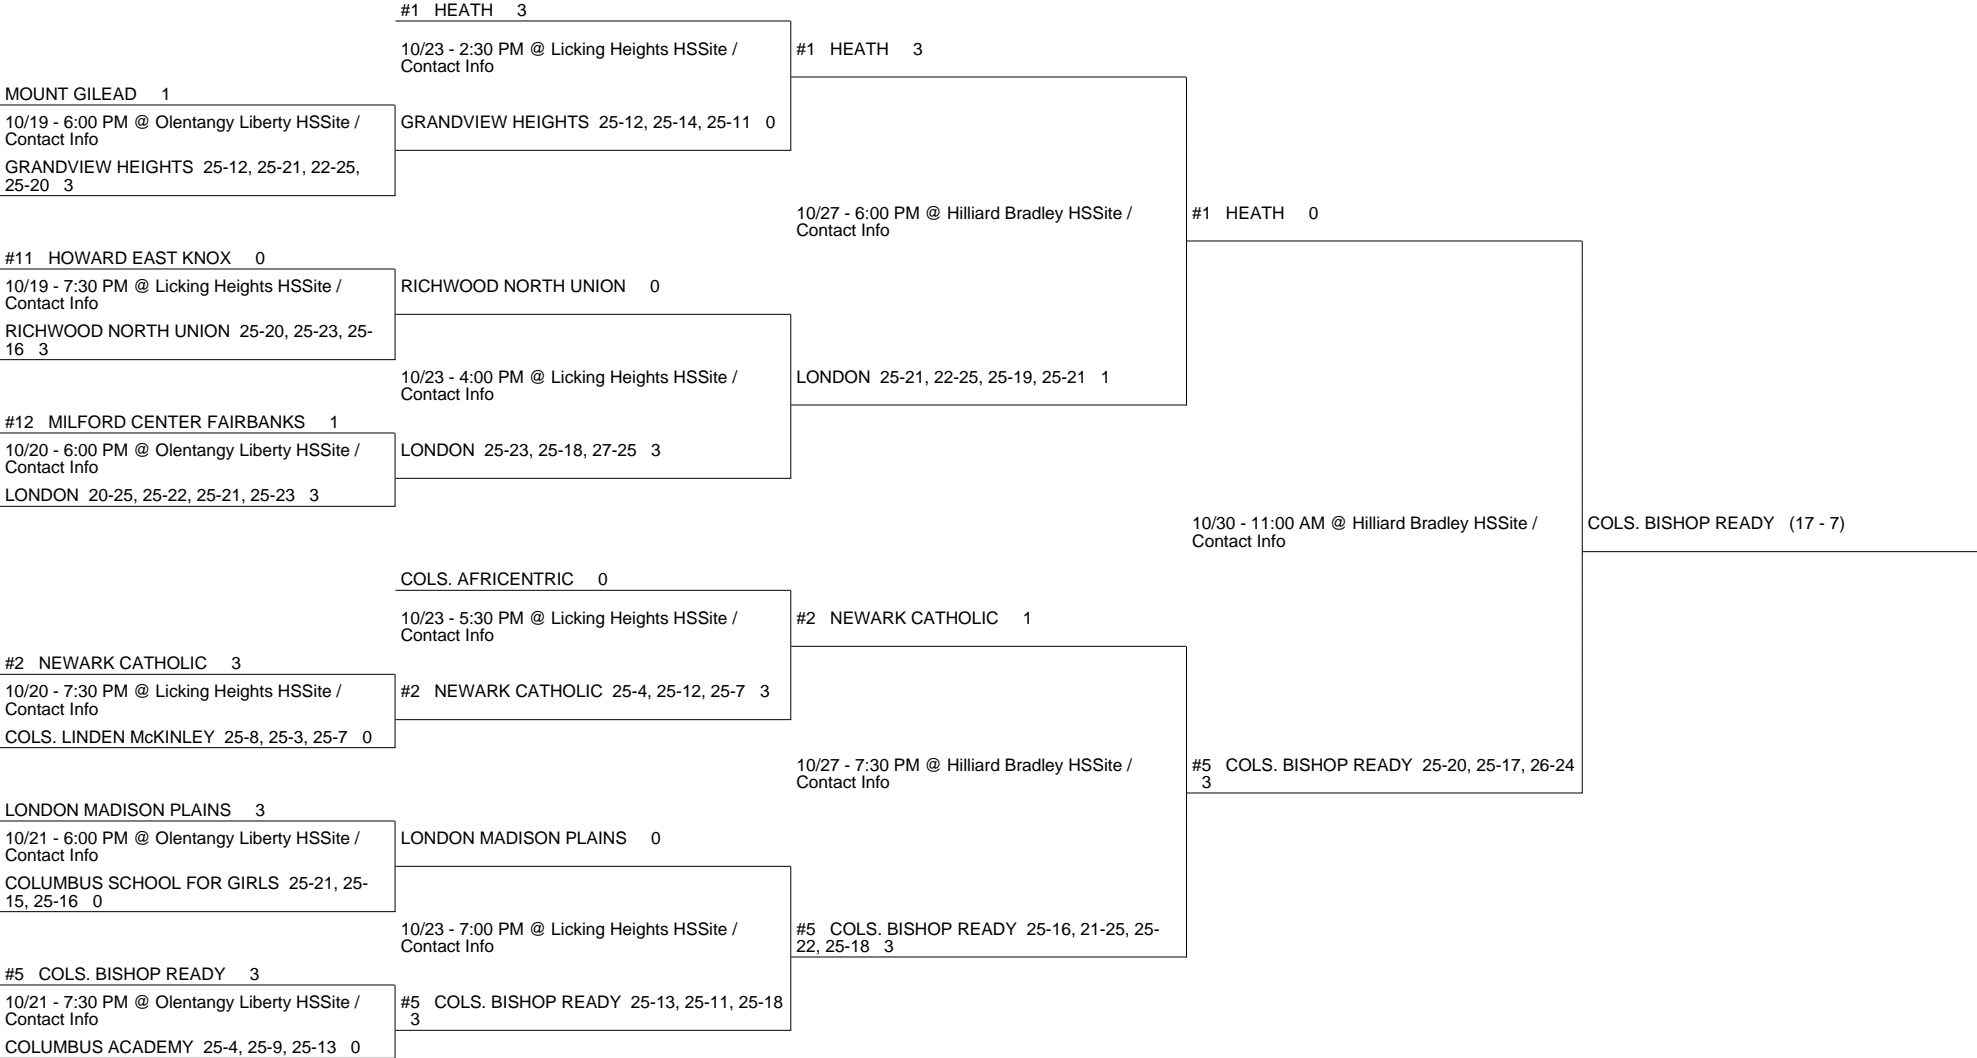 #1 HEATH 3
10/23 - 2:30 PM @ Licking Heights HSSite /
Contact Info
GRANDVIEW HEIGHTS 25-12, 25-14, 25-11 0
MOUNT GILEAD 1
10/19 - 6:00 PM @ Olentangy Liberty HSSite /
Contact Info
GRANDVIEW HEIGHTS 25-12, 25-21, 22-25,
25-20 3
#11 HOWARD EAST KNOX 0
10/19 - 7:30 PM @ Licking Heights HSSite /
Contact Info
RICHWOOD NORTH UNION 25-20, 25-23, 25-
16 3
#12 MILFORD CENTER FAIRBANKS 1
10/20 - 6:00 PM @ Olentangy Liberty HSSite /
Contact Info
LONDON 20-25, 25-22, 25-21, 25-23 3
RICHWOOD NORTH UNION 0
10/23 - 4:00 PM @ Licking Heights HSSite /
Contact Info
LONDON 25-23, 25-18, 27-25 3
#1 HEATH 3
10/27 - 6:00 PM @ Hilliard Bradley HSSite /
Contact Info
LONDON 25-21, 22-25, 25-19, 25-21 1
#2 NEWARK CATHOLIC 3
10/20 - 7:30 PM @ Licking Heights HSSite /
Contact Info
COLS. LINDEN McKINLEY 25-8, 25-3, 25-7 0
COLS. AFRICENTRIC 0
10/23 - 5:30 PM @ Licking Heights HSSite /
Contact Info
#2 NEWARK CATHOLIC 25-4, 25-12, 25-7 3
LONDON MADISON PLAINS 3
10/21 - 6:00 PM @ Olentangy Liberty HSSite /
Contact Info
COLUMBUS SCHOOL FOR GIRLS 25-21, 25-
15, 25-16 0
#5 COLS. BISHOP READY 3
10/21 - 7:30 PM @ Olentangy Liberty HSSite /
Contact Info
COLUMBUS ACADEMY 25-4, 25-9, 25-13 0
LONDON MADISON PLAINS 0
10/23 - 7:00 PM @ Licking Heights HSSite /
Contact Info
#5 COLS. BISHOP READY 25-13, 25-11, 25-18
3
#2 NEWARK CATHOLIC 1
10/27 - 7:30 PM @ Hilliard Bradley HSSite /
Contact Info
#5 COLS. BISHOP READY 25-16, 21-25, 25-
22, 25-18 3
#1 HEATH 0
10/30 - 11:00 AM @ Hilliard Bradley HSSite /
Contact Info
#5 COLS. BISHOP READY 25-20, 25-17, 26-24
3
COLS. BISHOP READY (17 - 7)